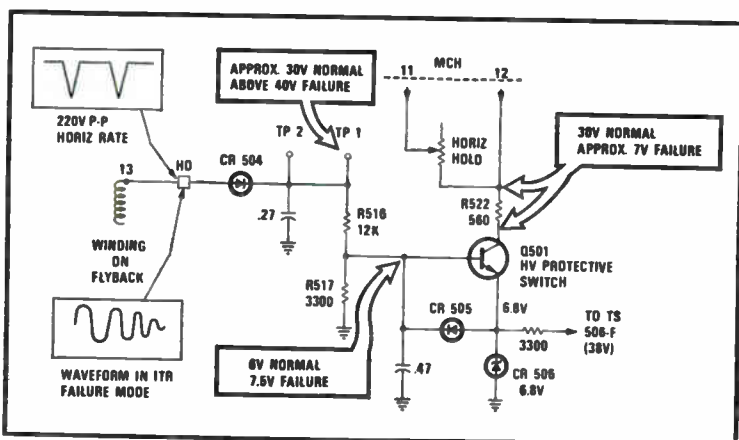 220V P-P
HORIZ RATE
APPROX. 30V NORMAL
ABOVE 40V FAILURE
MCH
11
12
TP 2
TP 1
HORIZ
HOLD
30V NORMAL
APPROX. 7V FAILURE
13
HO
CR 504
WINDING
ON
FLYBACK
.27
R516
12K
R522
560
Q501
HV PROTECTIVE
SWITCH
R517
3300
CR 505
6.8V
TO TS
506-F
(38V)
3300
6V NORMAL
7.5V FAILURE
.47
CR 506
6.8V
WAVEFORM IN ITR
FAILURE MODE